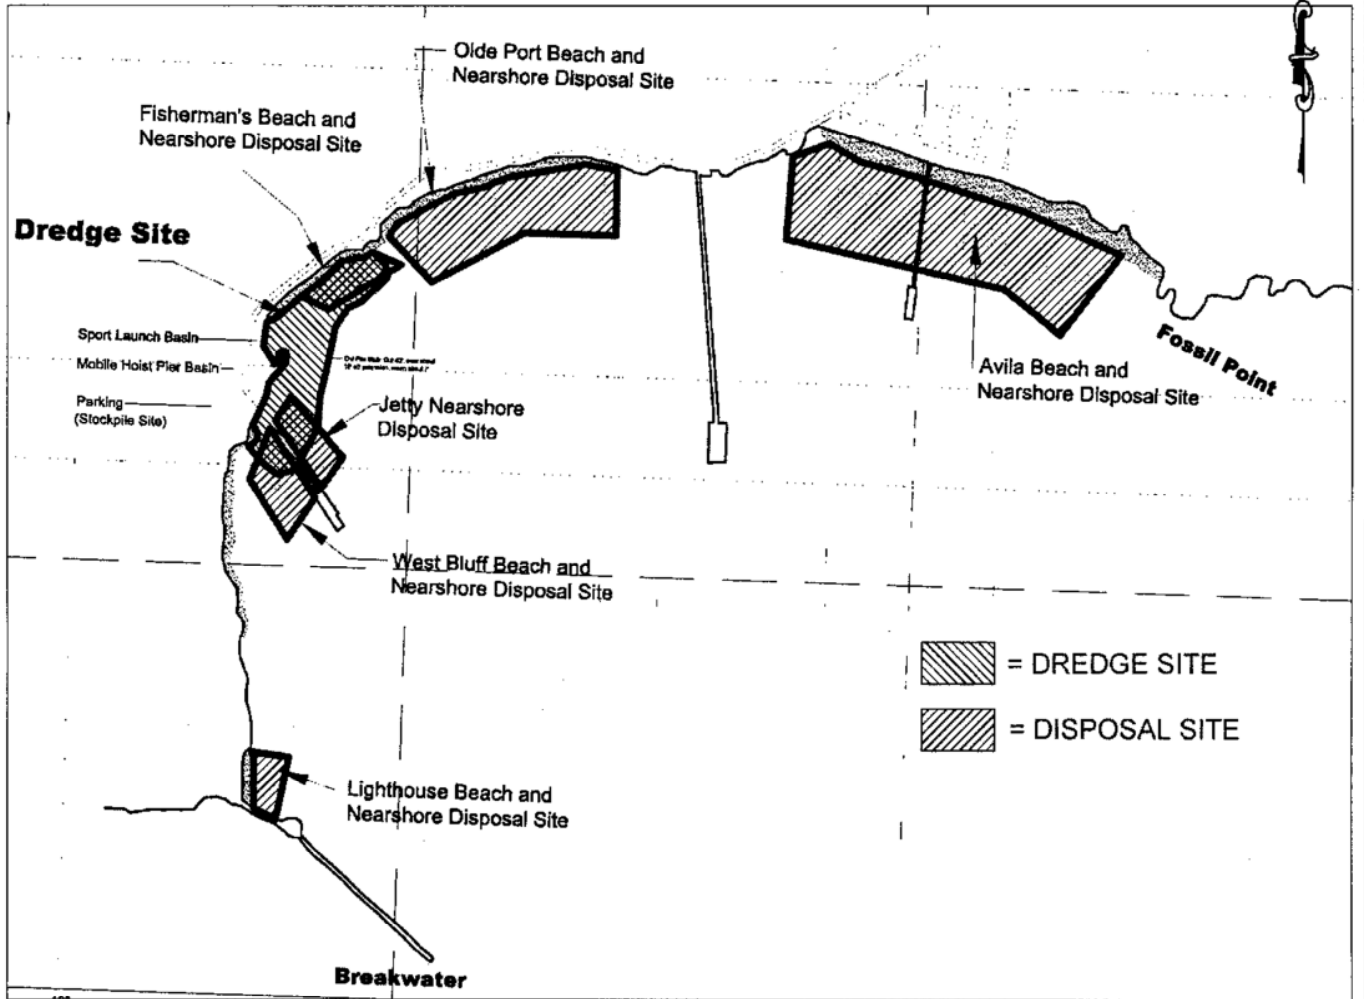 Olde Port Beach and
Nearshore Disposal Site
Fisherman's Beach and
Nearshore Disposal Site
Dredge Site
Sport Launch Basin
Mobile Hoist Pier Basin
Parking
(Stockpile Site)
Jetty Nearshore
Disposal Site
Avila Beach and
Nearshore Disposal Site
Fossil Point
West Bluff Beach and
Nearshore Disposal Site
= DREDGE SITE
= DISPOSAL SITE
Lighthouse Beach and
Nearshore Disposal Site
Breakwater